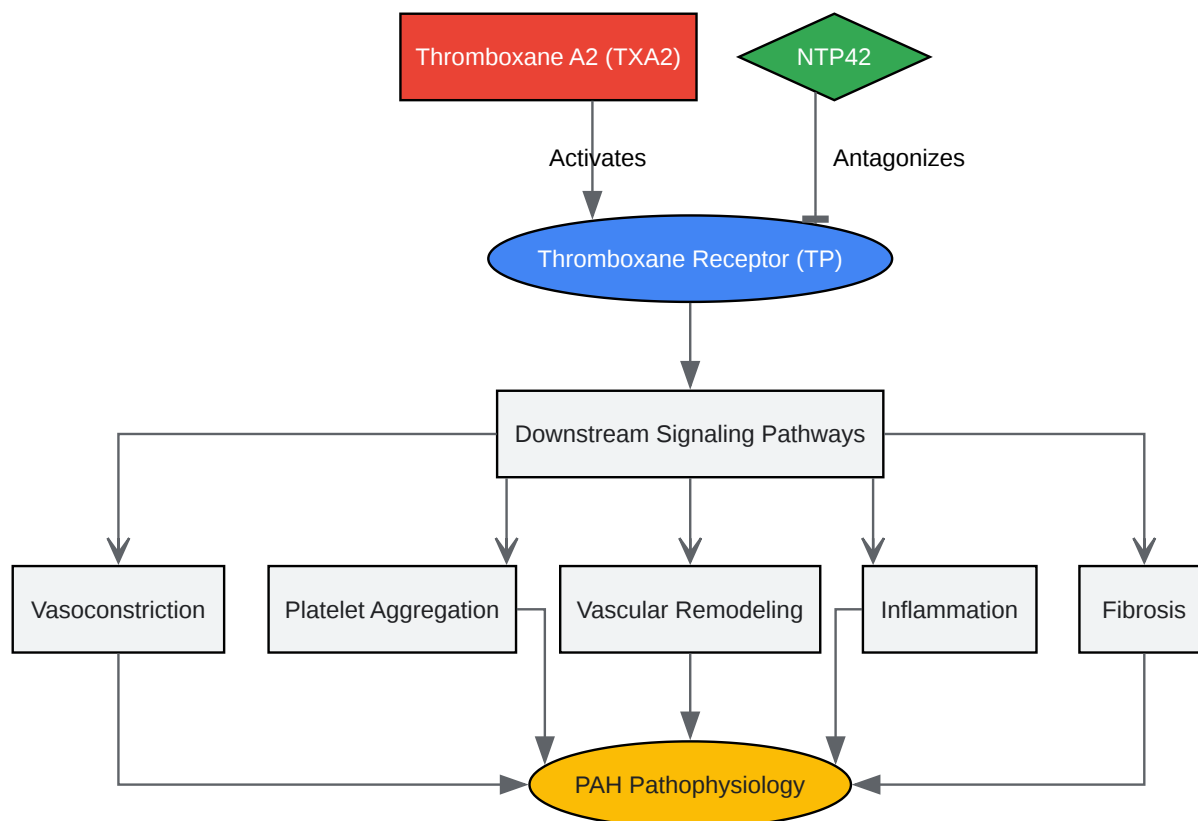 Thromboxane A2 (TXA2)
NTP42
Activates
Antagonizes
Thromboxane Receptor (TP)
Downstream Signaling Pathways
Vasoconstriction
Platelet Aggregation
Vascular Remodeling
Inflammation
Fibrosis
PAH Pathophysiology